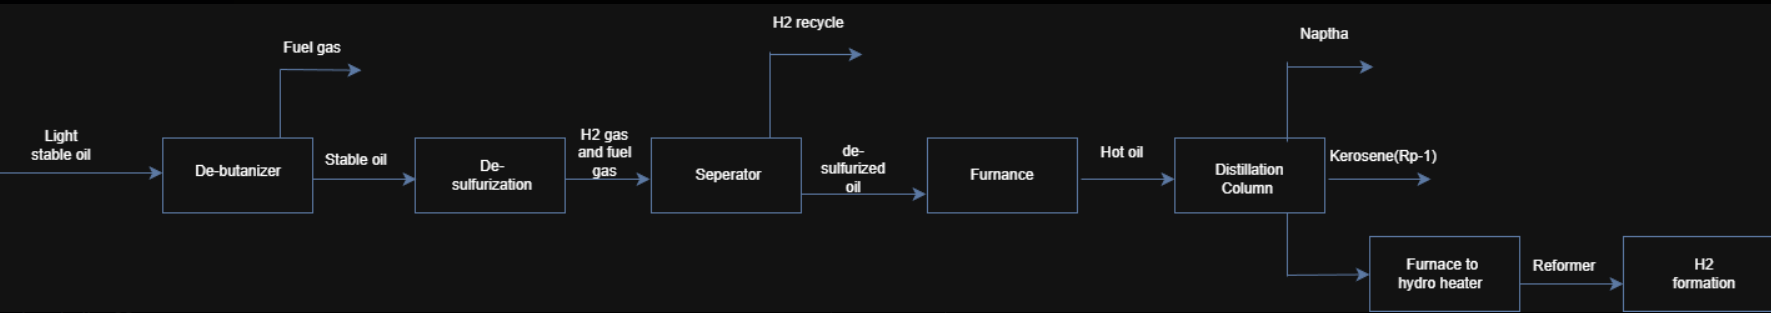 Light
stable oil
Fuel gas
De-butanizer
Stable oil
De-
sulfurization
H2 gas
and fuel
gas
H2 recycle
Seperator
de-
sulfurized
oil
Furnance
Hot oil
Naptha
Distillation
Column
Kerosene(Rp-1)
Furnace to
hydro heater
Reformer
H2
formation